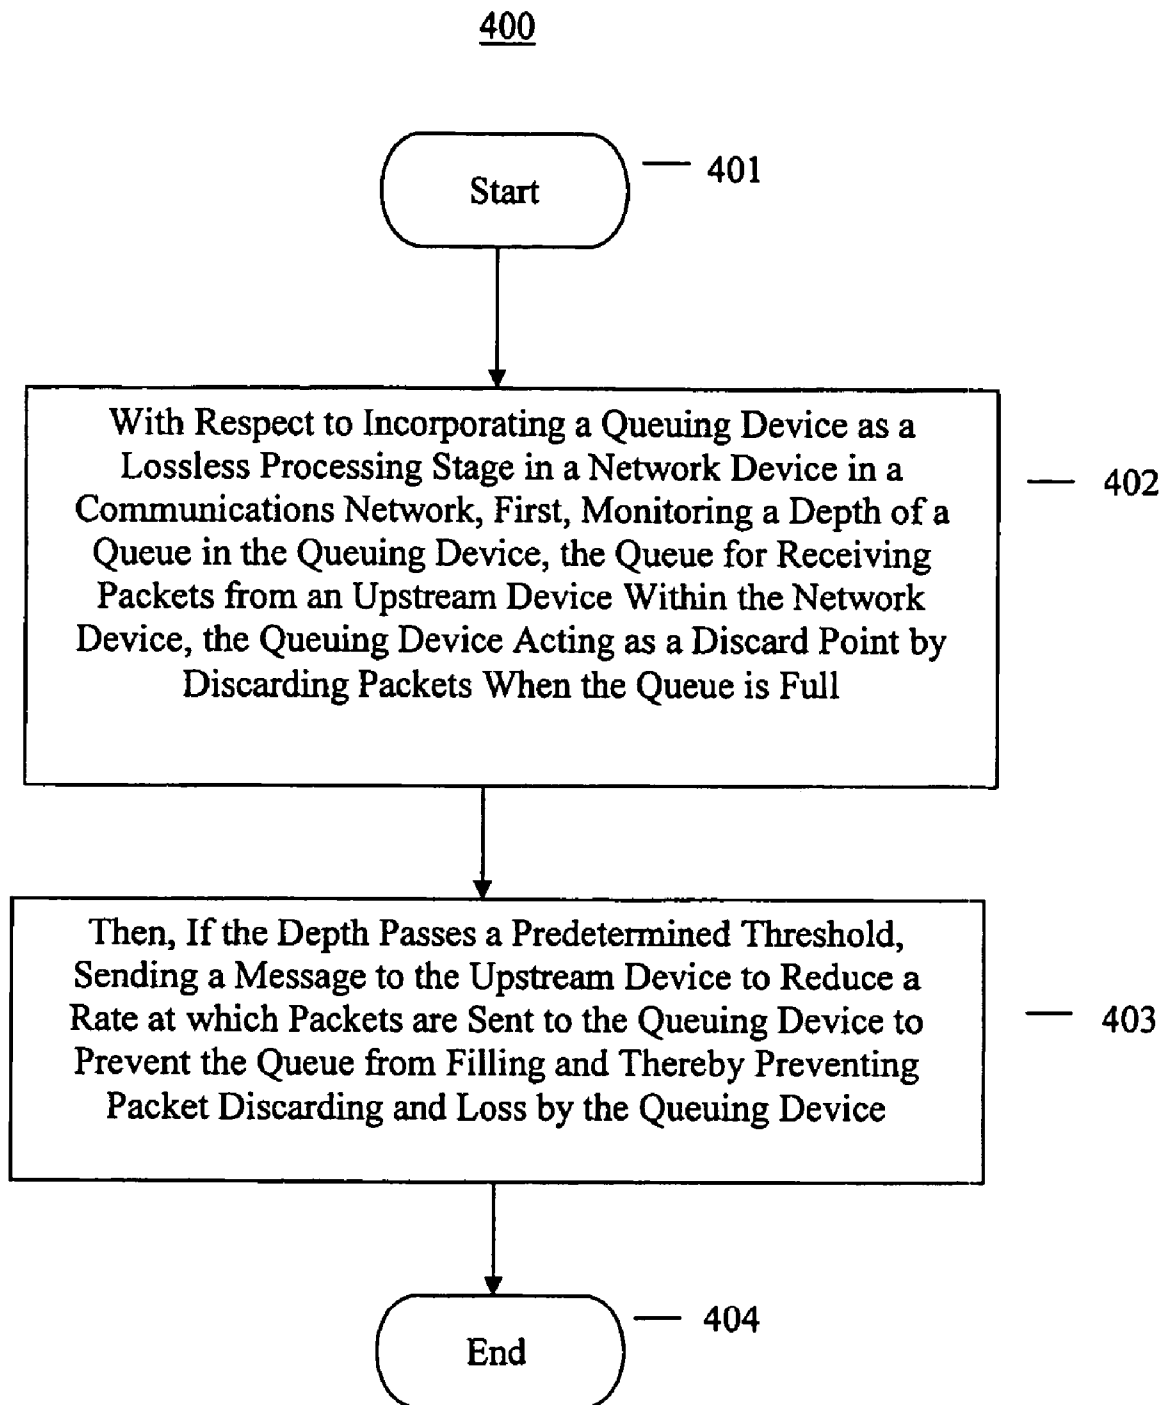 400
Start
401
With Respect to Incorporating a Queuing Device as a
Lossless Processing Stage in a Network Device in a
Communications Network, First, Monitoring a Depth of a
Queue in the Queuing Device, the Queue for Receiving
Packets from an Upstream Device Within the Network
Device, the Queuing Device Acting as a Discard Point by
Discarding Packets When the Queue is Full
402
Then, If the Depth Passes a Predetermined Threshold,
Sending a Message to the Upstream Device to Reduce a
Rate at which Packets are Sent to the Queuing Device to
Prevent the Queue from Filling and Thereby Preventing
Packet Discarding and Loss by the Queuing Device
403
End
404